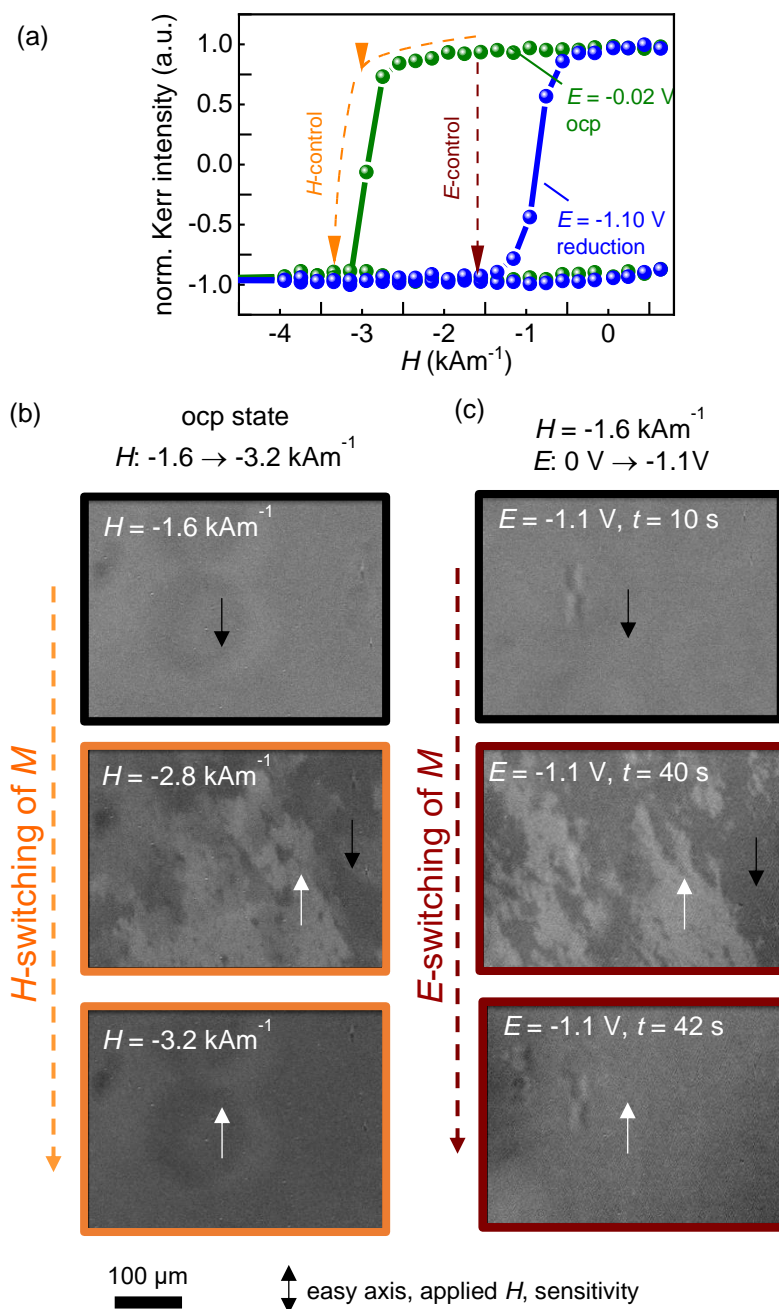 (a)
norm. Kerr intensity (a.u.)
1.0
0.5
0.0
-0.5
-1.0
H-control
E-control
E = -0.02 V
ocp
E = -1.10 V
reduction
-4 -3 -2 -1 0
H (kAm⁻¹)
(b)
ocp state
H: -1.6 → -3.2 kAm⁻¹
H-switching of M
H = -1.6 kAm⁻¹
H = -2.8 kAm⁻¹
H = -3.2 kAm⁻¹
(c)
H = -1.6 kAm⁻¹
E: 0 V → -1.1V
E-switching of M
E = -1.1 V, t = 10 s
E = -1.1 V, t = 40 s
E = -1.1 V, t = 42 s
100 µm
easy axis, applied H, sensitivity